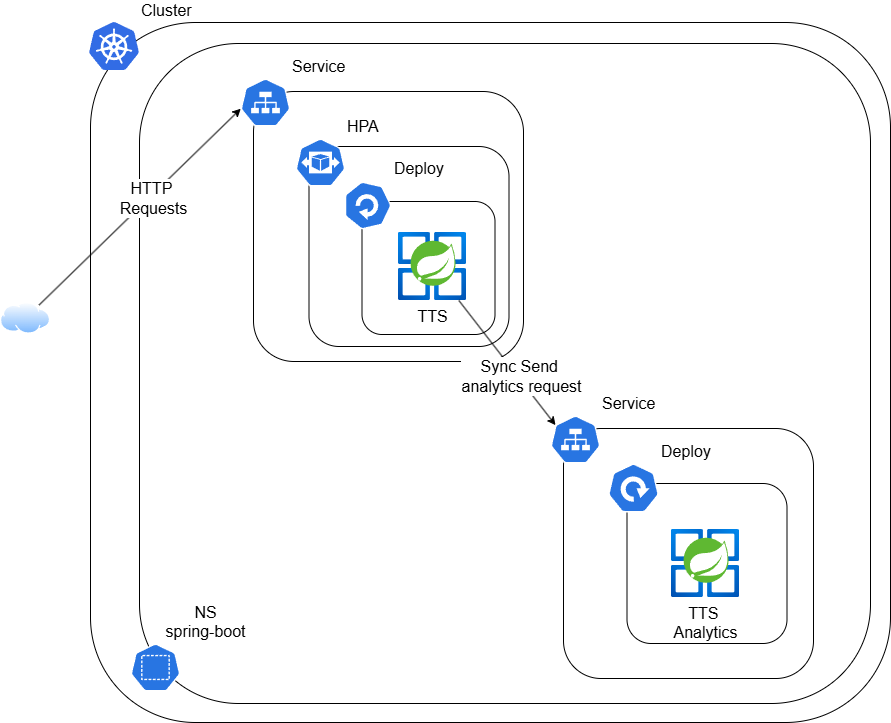 Cluster
Service
HPA
Deploy
HTTP
Requests
TTS
Sync Send
analytics request
Service
Deploy
TTS
Analytics
NS
spring-boot